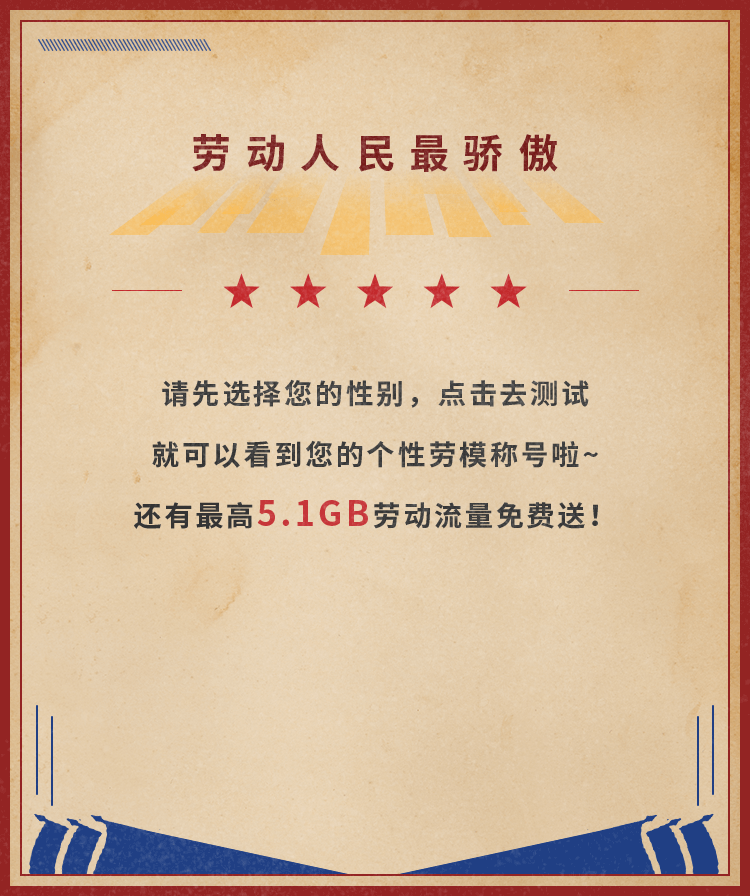 劳动人民最骄傲
请先选择您的性别，点击去测试
就可以看到您的个性劳模称号啦~
还有最高5.1GB劳动流量免费送！